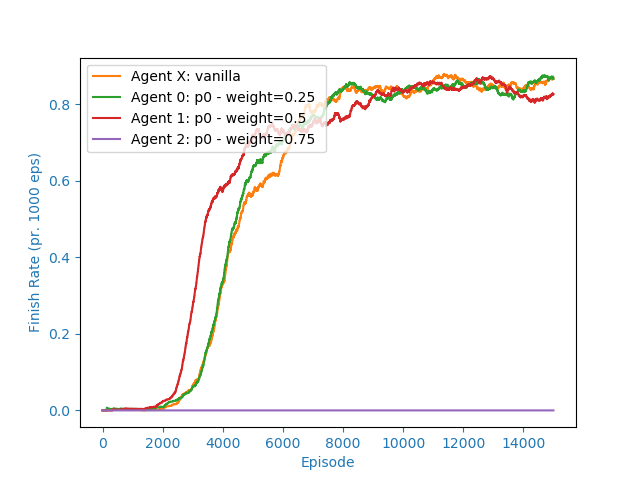 Agent X: vanilla
Agent 0: p0 - weight=0.25
Agent 1: p0 - weight=0.5
Agent 2: p0 - weight=0.75
Finish Rate (pr. 1000 eps)
0.8
0.6
0.4
0.2
0.0
0 2000 4000 6000 8000 10000 12000 14000
Episode